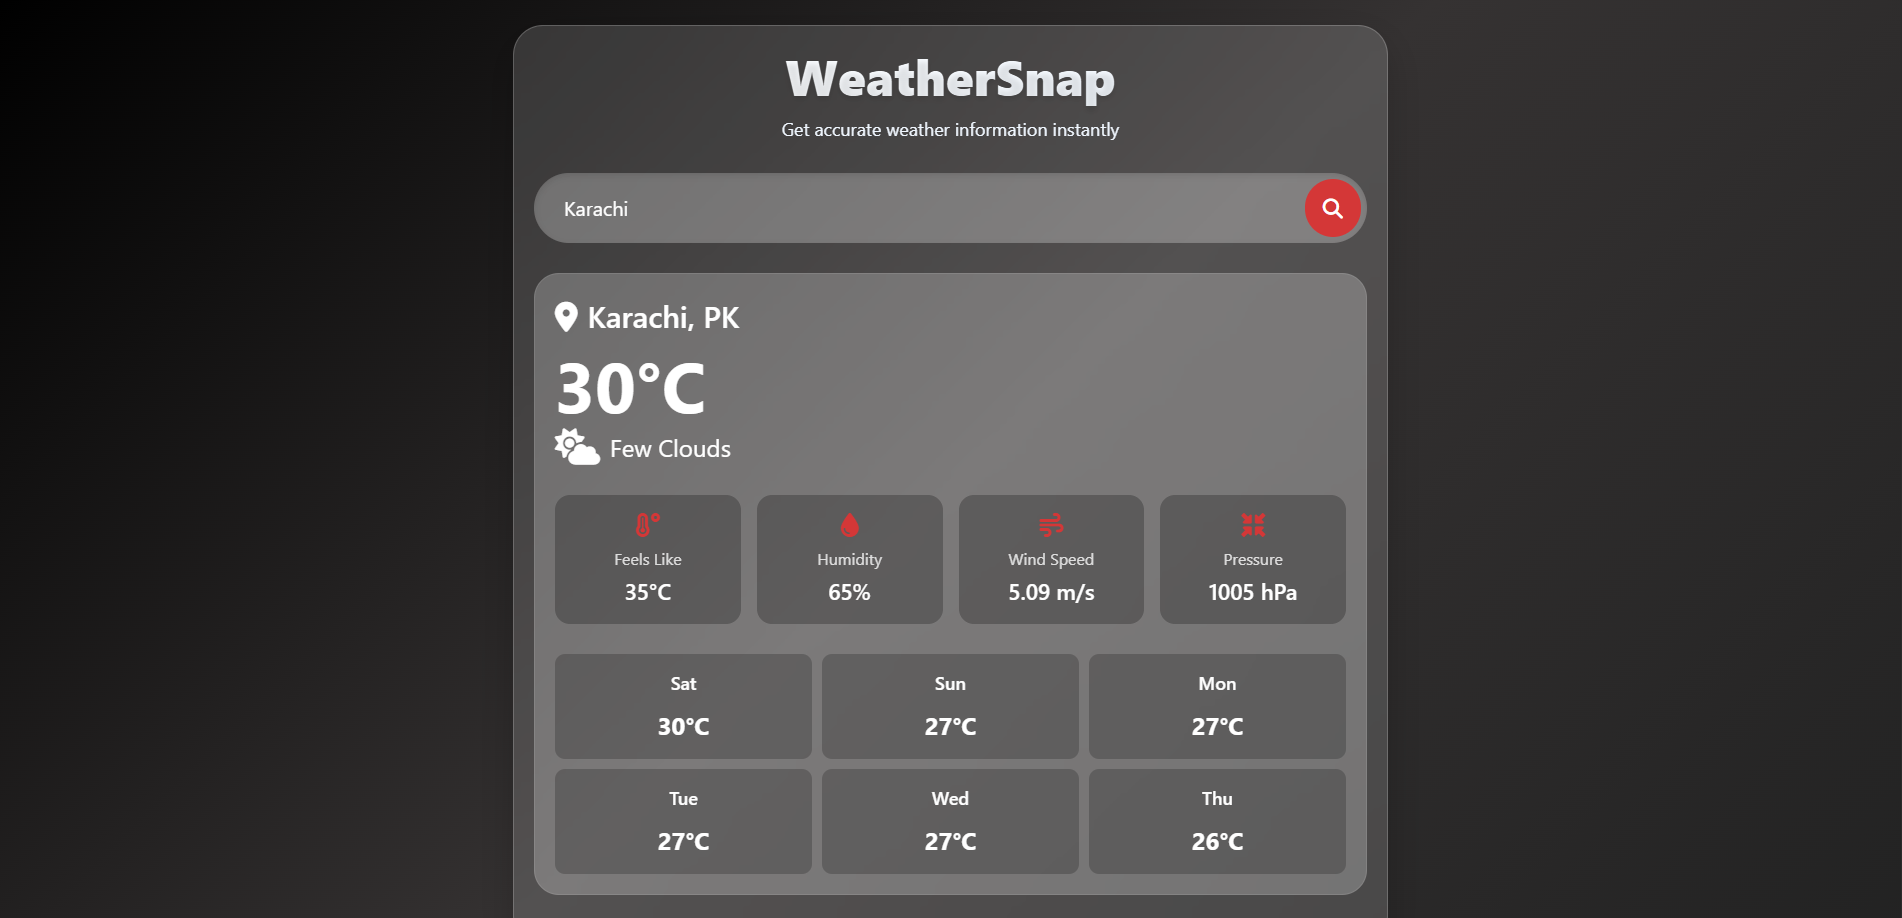 WeatherSnap
Get accurate weather information instantly
Karachi
Karachi, PK
30°C
Few Clouds
Feels Like
35°C
Humidity
65%
Wind Speed
5.09 m/s
Pressure
1005 hPa
Sat
30°C
Sun
27°C
Mon
27°C
Tue
27°C
Wed
27°C
Thu
26°C